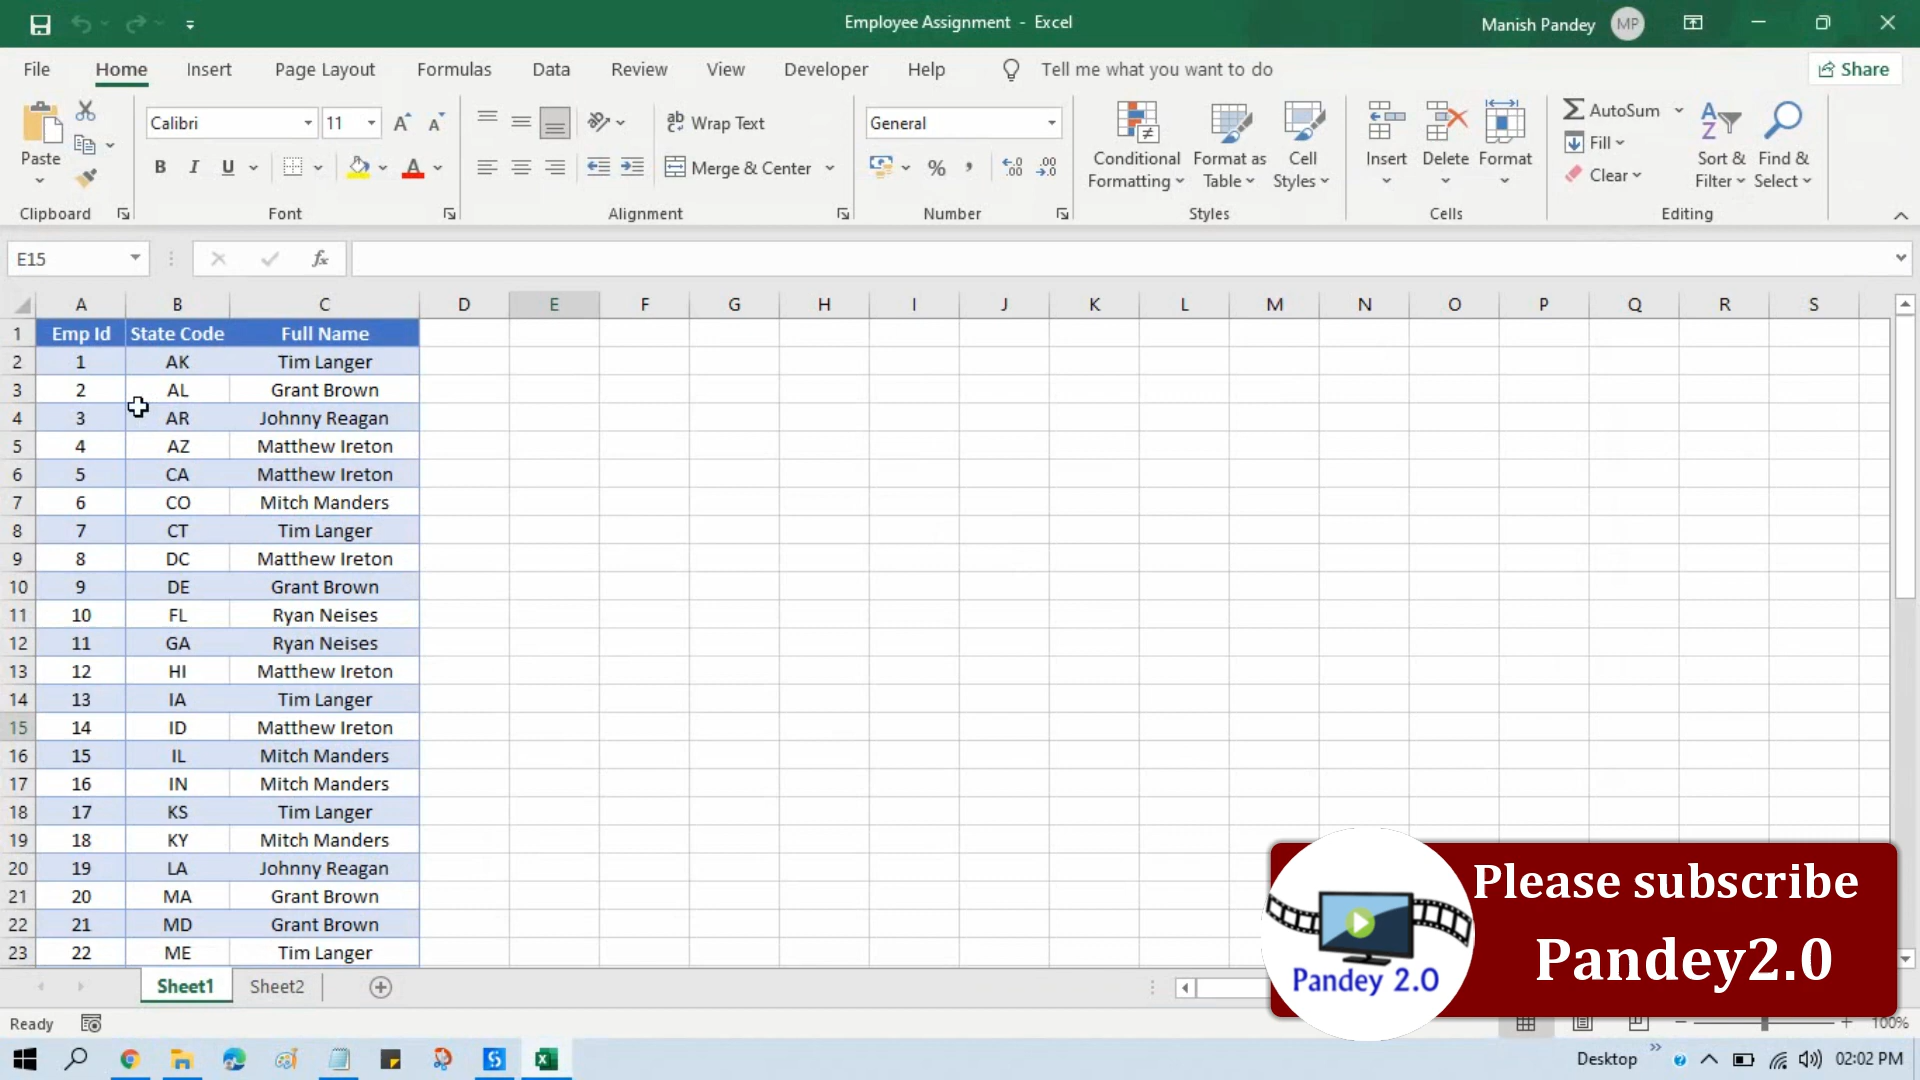 Employee Assignment - Excel
Manish Pandey MP
File Home Insert Page Layout Formulas Data Review View Developer Help Tell me what you want to do Share
Paste
Clipboard
Calibri 11
B I U A
Font
Wrap Text
Merge & Center
Alignment
General
%
Number
Conditional Formatting
Format as Table
Cell Styles
Styles
Insert Delete Format
Cells
AutoSum
Fill
Clear
Sort & Filter
Find & Select
Editing
E15 fx
A B C D E F G H I J K L M N O P Q R S
1 Emp Id State Code Full Name
2 1 AK Tim Langer
3 2 AL Grant Brown
4 3 AR Johnny Reagan
5 4 AZ Matthew Ireton
6 5 CA Matthew Ireton
7 6 CO Mitch Manders
8 7 CT Tim Langer
9 8 DC Matthew Ireton
10 9 DE Grant Brown
11 10 FL Ryan Neises
12 11 GA Ryan Neises
13 12 HI Matthew Ireton
14 13 IA Tim Langer
15 14 ID Matthew Ireton
16 15 IL Mitch Manders
17 16 IN Mitch Manders
18 17 KS Tim Langer
19 18 KY Mitch Manders
20 19 LA Johnny Reagan
21 20 MA Grant Brown
22 21 MD Grant Brown
23 22 ME Tim Langer
Please subscribe
Pandey2.0
Pandey 2.0
Sheet1 Sheet2
Ready 100%
Desktop 02:02 PM